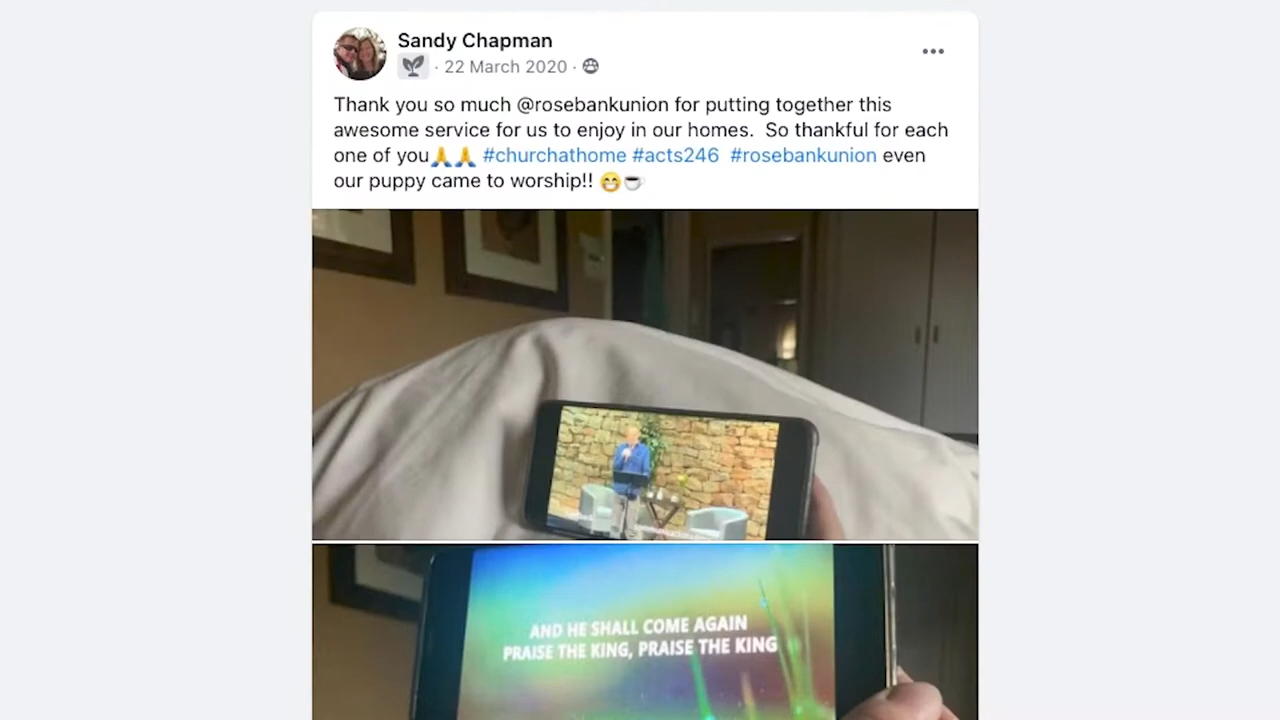 Sandy Chapman
· 22 March 2020 ·
Thank you so much @rosebankunion for putting together this
awesome service for us to enjoy in our homes.  So thankful for each
one of you🙏🙏 #churchathome #acts246  #rosebankunion even
our puppy came to worship!! 😁☕
AND HE SHALL COME AGAIN
PRAISE THE KING, PRAISE THE KING